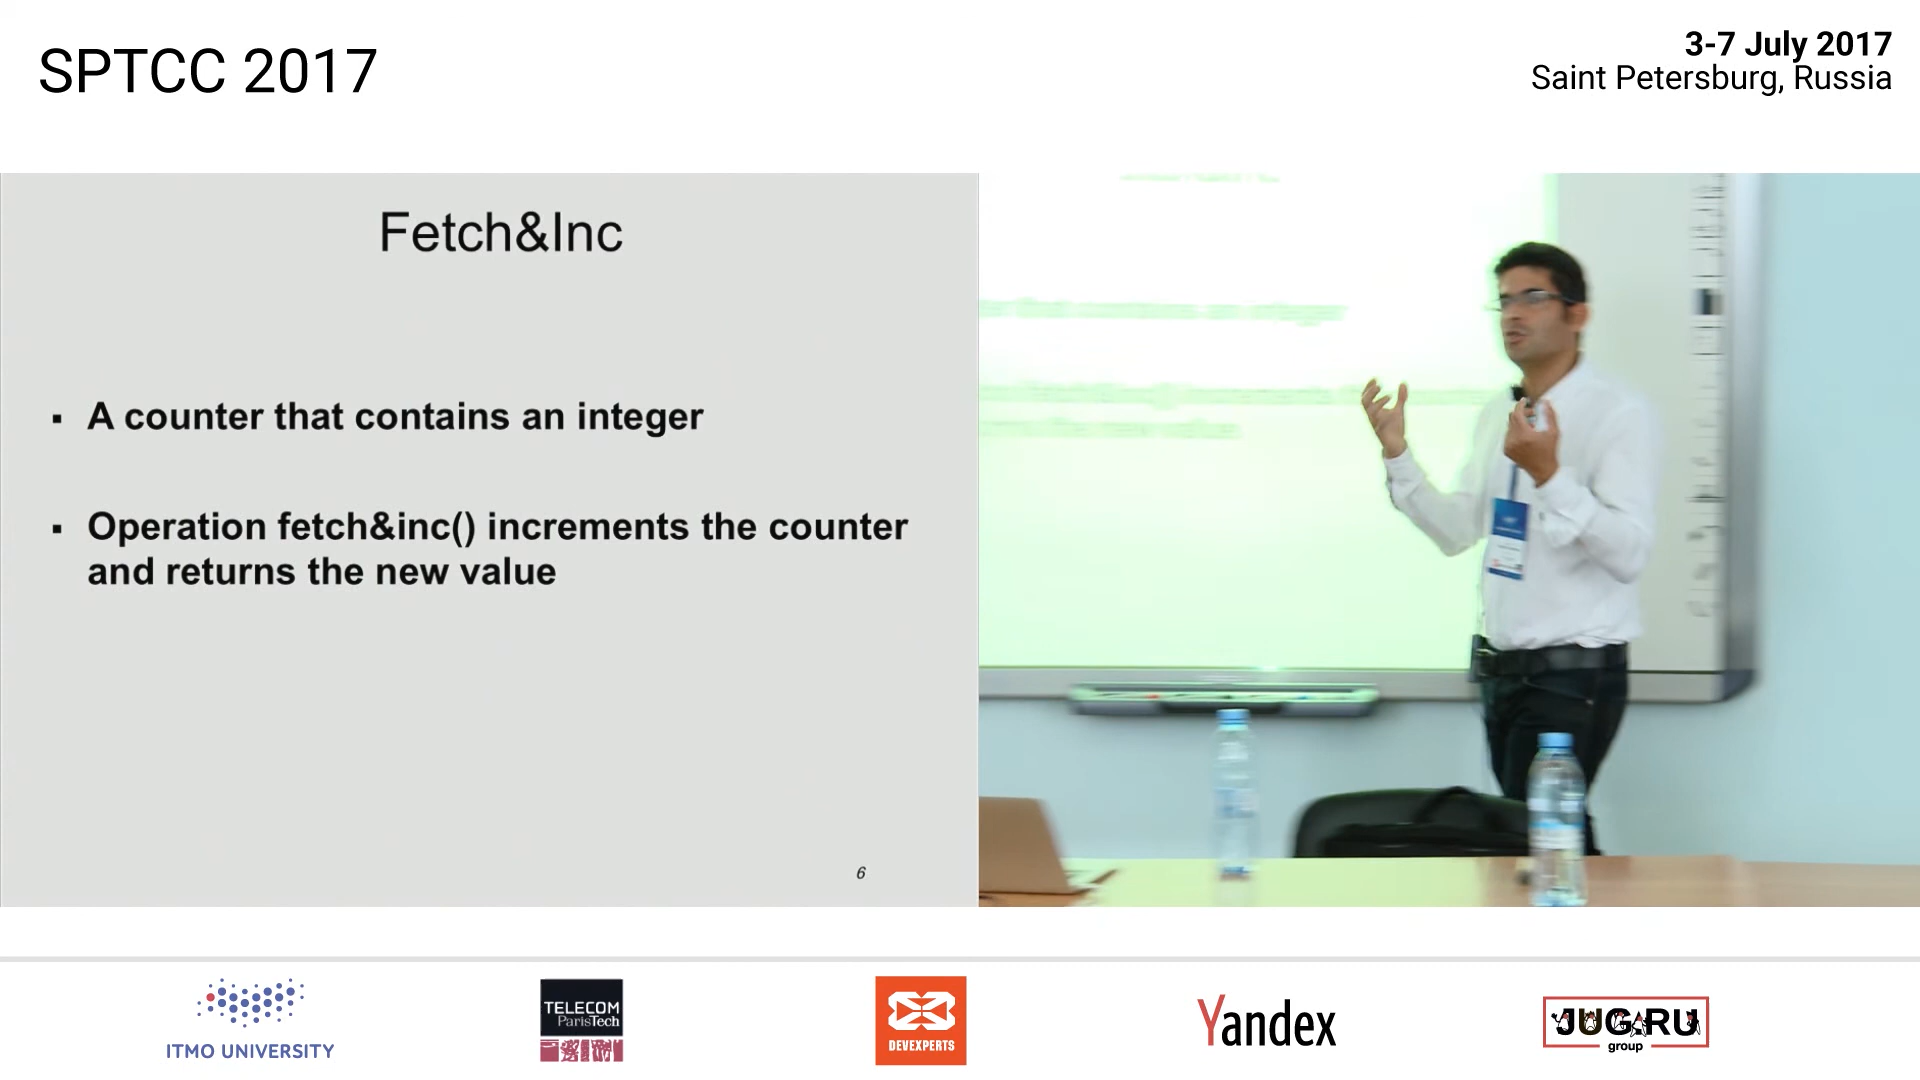 SPTCC 2017
3-7 July 2017
Saint Petersburg, Russia
Fetch&Inc
▪ A counter that contains an integer
▪ Operation fetch&inc() increments the counter
and returns the new value
6
ITMO UNIVERSITY
TELECOM
ParisTech
DEVEXPERTS
Yandex
JUG.RU
group